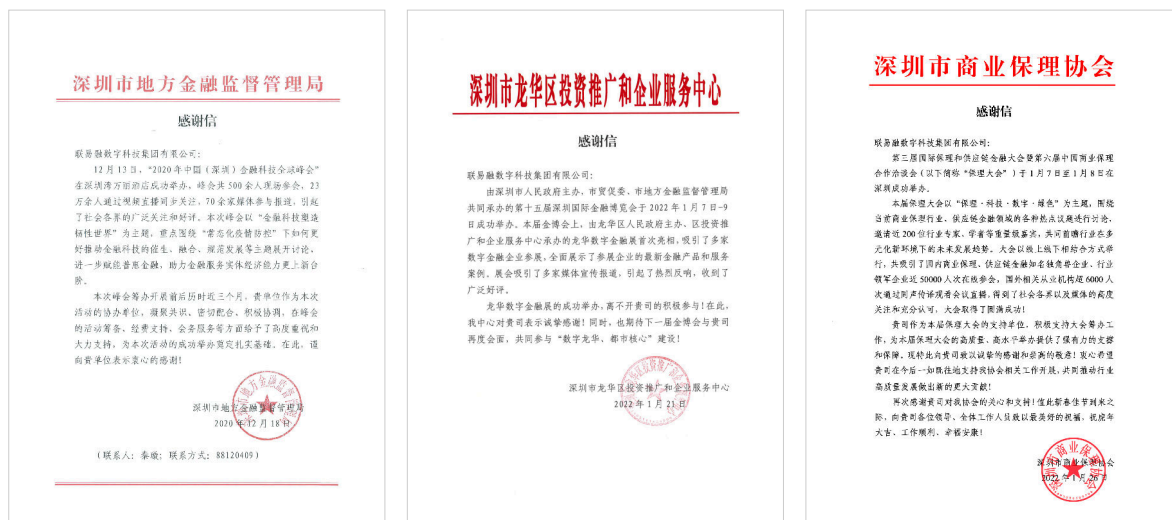 深圳市地方金融监督管理局
感谢信
联易融数字科技集团有限公司：
12月13日，“2020年中国（深圳）金融科技全球峰会”
在深圳湾万丽酒店成功举办，峰会共500余人现场参会，23
万余人通过视频直播同步关注，70余家媒体参与报道，引起
了社会各界的广泛关注和好评。本次峰会以“金融科技塑造
韧性世界”为主题，重点围绕“常态化疫情防控”下如何更
好推动金融科技的催生、融合、规范发展等主题展开讨论，
进一步赋能普惠金融，助力金融服务实体经济能力更上新台
阶。
本次峰会筹办开展前后历时近三个月，贵单位作为本次
活动的协办单位，凝聚共识、密切配合、积极协调，在峰会
的活动筹备、经费支持、会务服务等方面给予了高度重视和
大力支持，为本次活动的成功举办奠定扎实基础。在此，谨
向贵单位表示衷心的感谢！
深圳市地方金融监督管理局
2020年12月18日
（联系人：秦璇；联系方式：88120409）
深圳市龙华区投资推广和企业服务中心
感谢信
联易融数字科技集团有限公司：
由深圳市人民政府主办，市贸促委、市地方金融监督管理局
共同承办的第十五届深圳国际金融博览会于2022年1月7日-9
日成功举办。本届金博会上，由龙华区人民政府主办、区投资推
广和企业服务中心承办的龙华数字金融展首次亮相，吸引了多家
数字金融企业参展，全面展示了参展企业的最新金融产品和服务
案例。展会吸引了多家媒体宣传报道，引起了热烈反响，收到了
广泛好评。
龙华数字金融展的成功举办，离不开贵司的积极参与！在此，
我中心对贵司表示诚挚感谢！同时，也期待下一届金博会与贵司
再度会面，共同参与“数字龙华，都市核心”建设！
深圳市龙华区投资推广和企业服务中心
2022年1月21日
深圳市商业保理协会
感谢信
联易融数字科技集团有限公司：
第三届国际保理和供应链金融大会暨第六届中国商业保理
合作洽谈会（以下简称“保理大会”）于1月7日至1月8日在
深圳成功举办。
本届保理大会以“保理·科技·数字·绿色”为主题，围绕
当前商业保理行业、供应链金融领域的各种热点议题进行讨论，
邀请近200位行业专家、学者等重量级嘉宾，共同前瞻行业在多
元化新环境下的未来发展趋势。大会以线上线下相结合方式举
行，共吸引了国内商业保理、供应链金融知名独角兽企业、行业
领军企业近50000人次在线参会，国外相关从业机构超6000人
次通过同声传译观看会议直播，得到了社会各界以及媒体的高度
关注和充分认可，大会取得了圆满成功！
贵司作为本届保理大会的支持单位，积极支持大会筹办工
作，为本届保理大会的高质量、高水平举办提供了强有力的支撑
和保障。现特此向贵司致以诚挚的感谢和崇高的敬意！衷心希望
贵司在今后一如既往地支持我协会相关工作开展，共同推动行业
高质量发展做出新的更大贡献！
再次感谢贵司对我协会的关心和支持！值此新春佳节到来之
际，向贵司各位领导、全体工作人员致以最美好的祝福，祝虎年
大吉、工作顺利、幸福安康！
深圳市商业保理协会
2022年1月26日